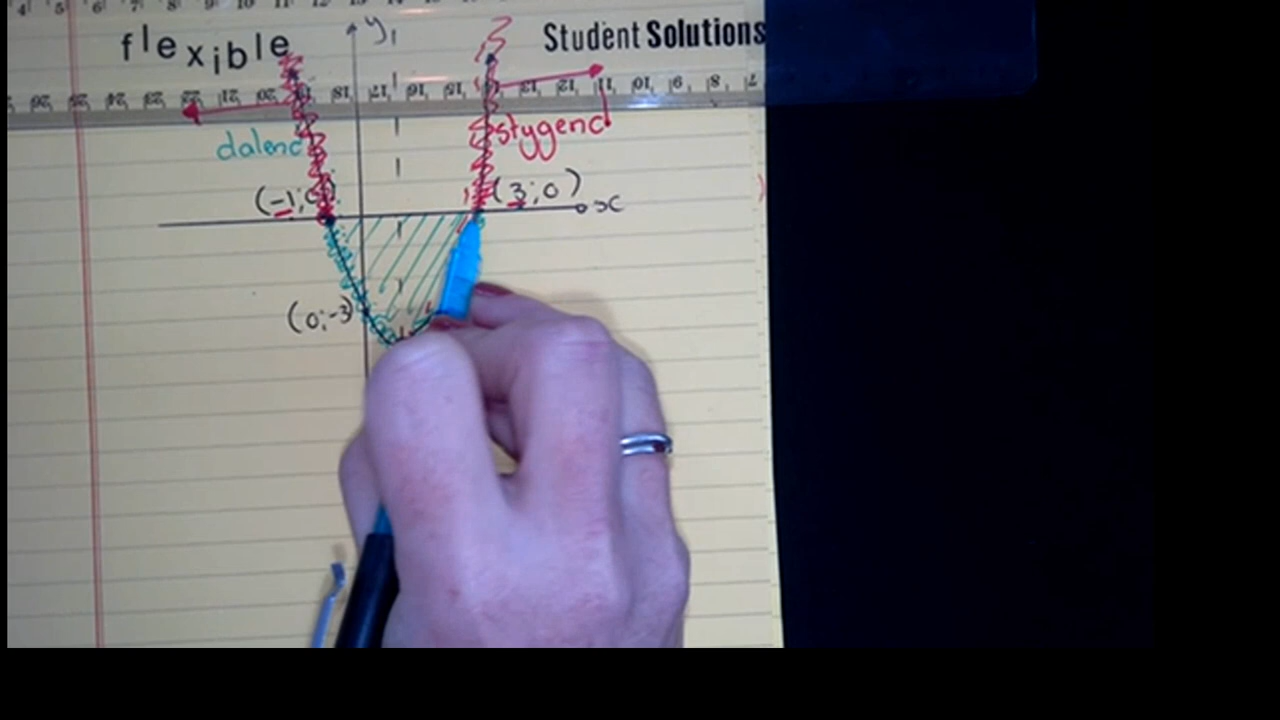 flexible
Student Solutions
y
dalend
stygend
(-1;0)
(3;0)
x
(0;-3)